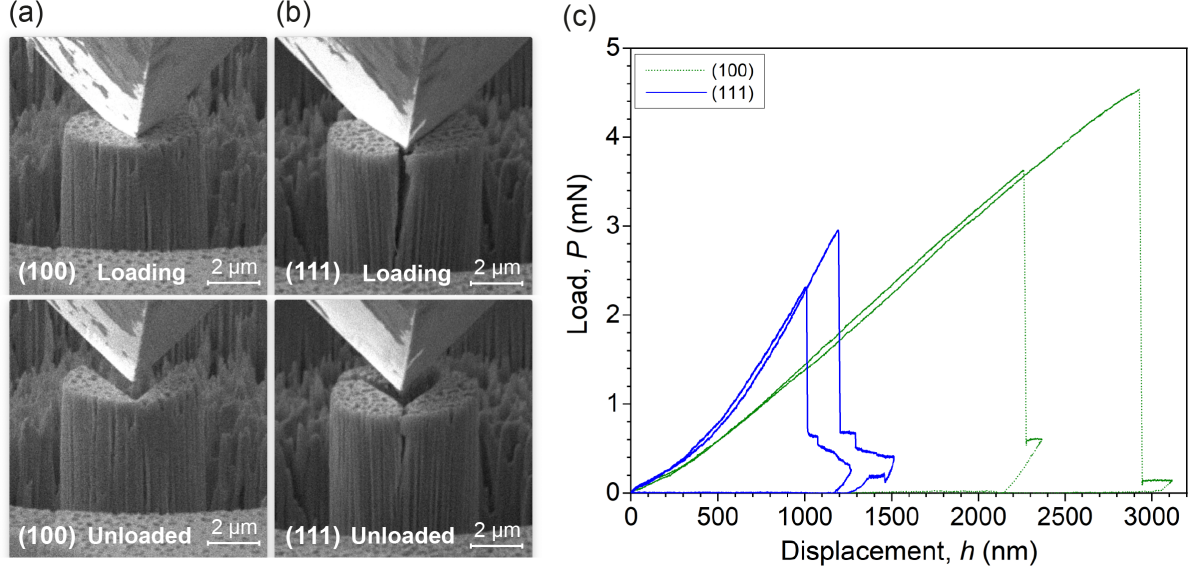 (a)
(b)
(c)
(100) Loading
2 μm
(111) Loading
2 μm
(100) Unloaded
2 μm
(111) Unloaded
2 μm
(100)
(111)
5
4
3
2
1
0
Load, P (mN)
0 500 1000 1500 2000 2500 3000
Displacement, h (nm)